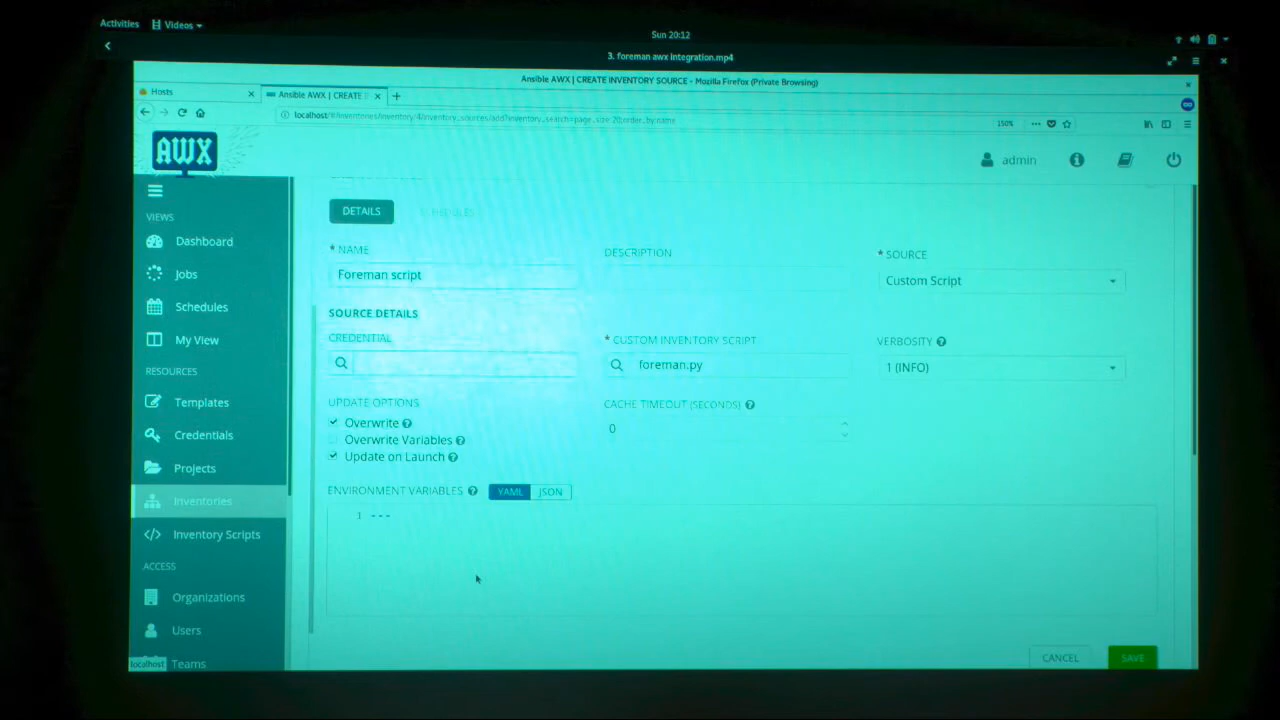 Activities Videos
Sun 20:12
3. foreman awx integration.mp4
Ansible AWX | CREATE INVENTORY SOURCE - Mozilla Firefox (Private Browsing)
Hosts
Ansible AWX | CREATE
localhost/#/inventories/inventory/4/inventory_sources/add?inventory_search=page_size:20;order_by:name
150%
AWX
admin
VIEWS
Dashboard
Jobs
Schedules
My View
RESOURCES
Templates
Credentials
Projects
Inventories
Inventory Scripts
ACCESS
Organizations
Users
Teams
localhost
DETAILS
SCHEDULES
* NAME
Foreman script
DESCRIPTION
* SOURCE
Custom Script
SOURCE DETAILS
CREDENTIAL
* CUSTOM INVENTORY SCRIPT
foreman.py
VERBOSITY
1 (INFO)
UPDATE OPTIONS
Overwrite
Overwrite Variables
Update on Launch
CACHE TIMEOUT (SECONDS)
0
ENVIRONMENT VARIABLES
YAML JSON
1 ---
CANCEL
SAVE